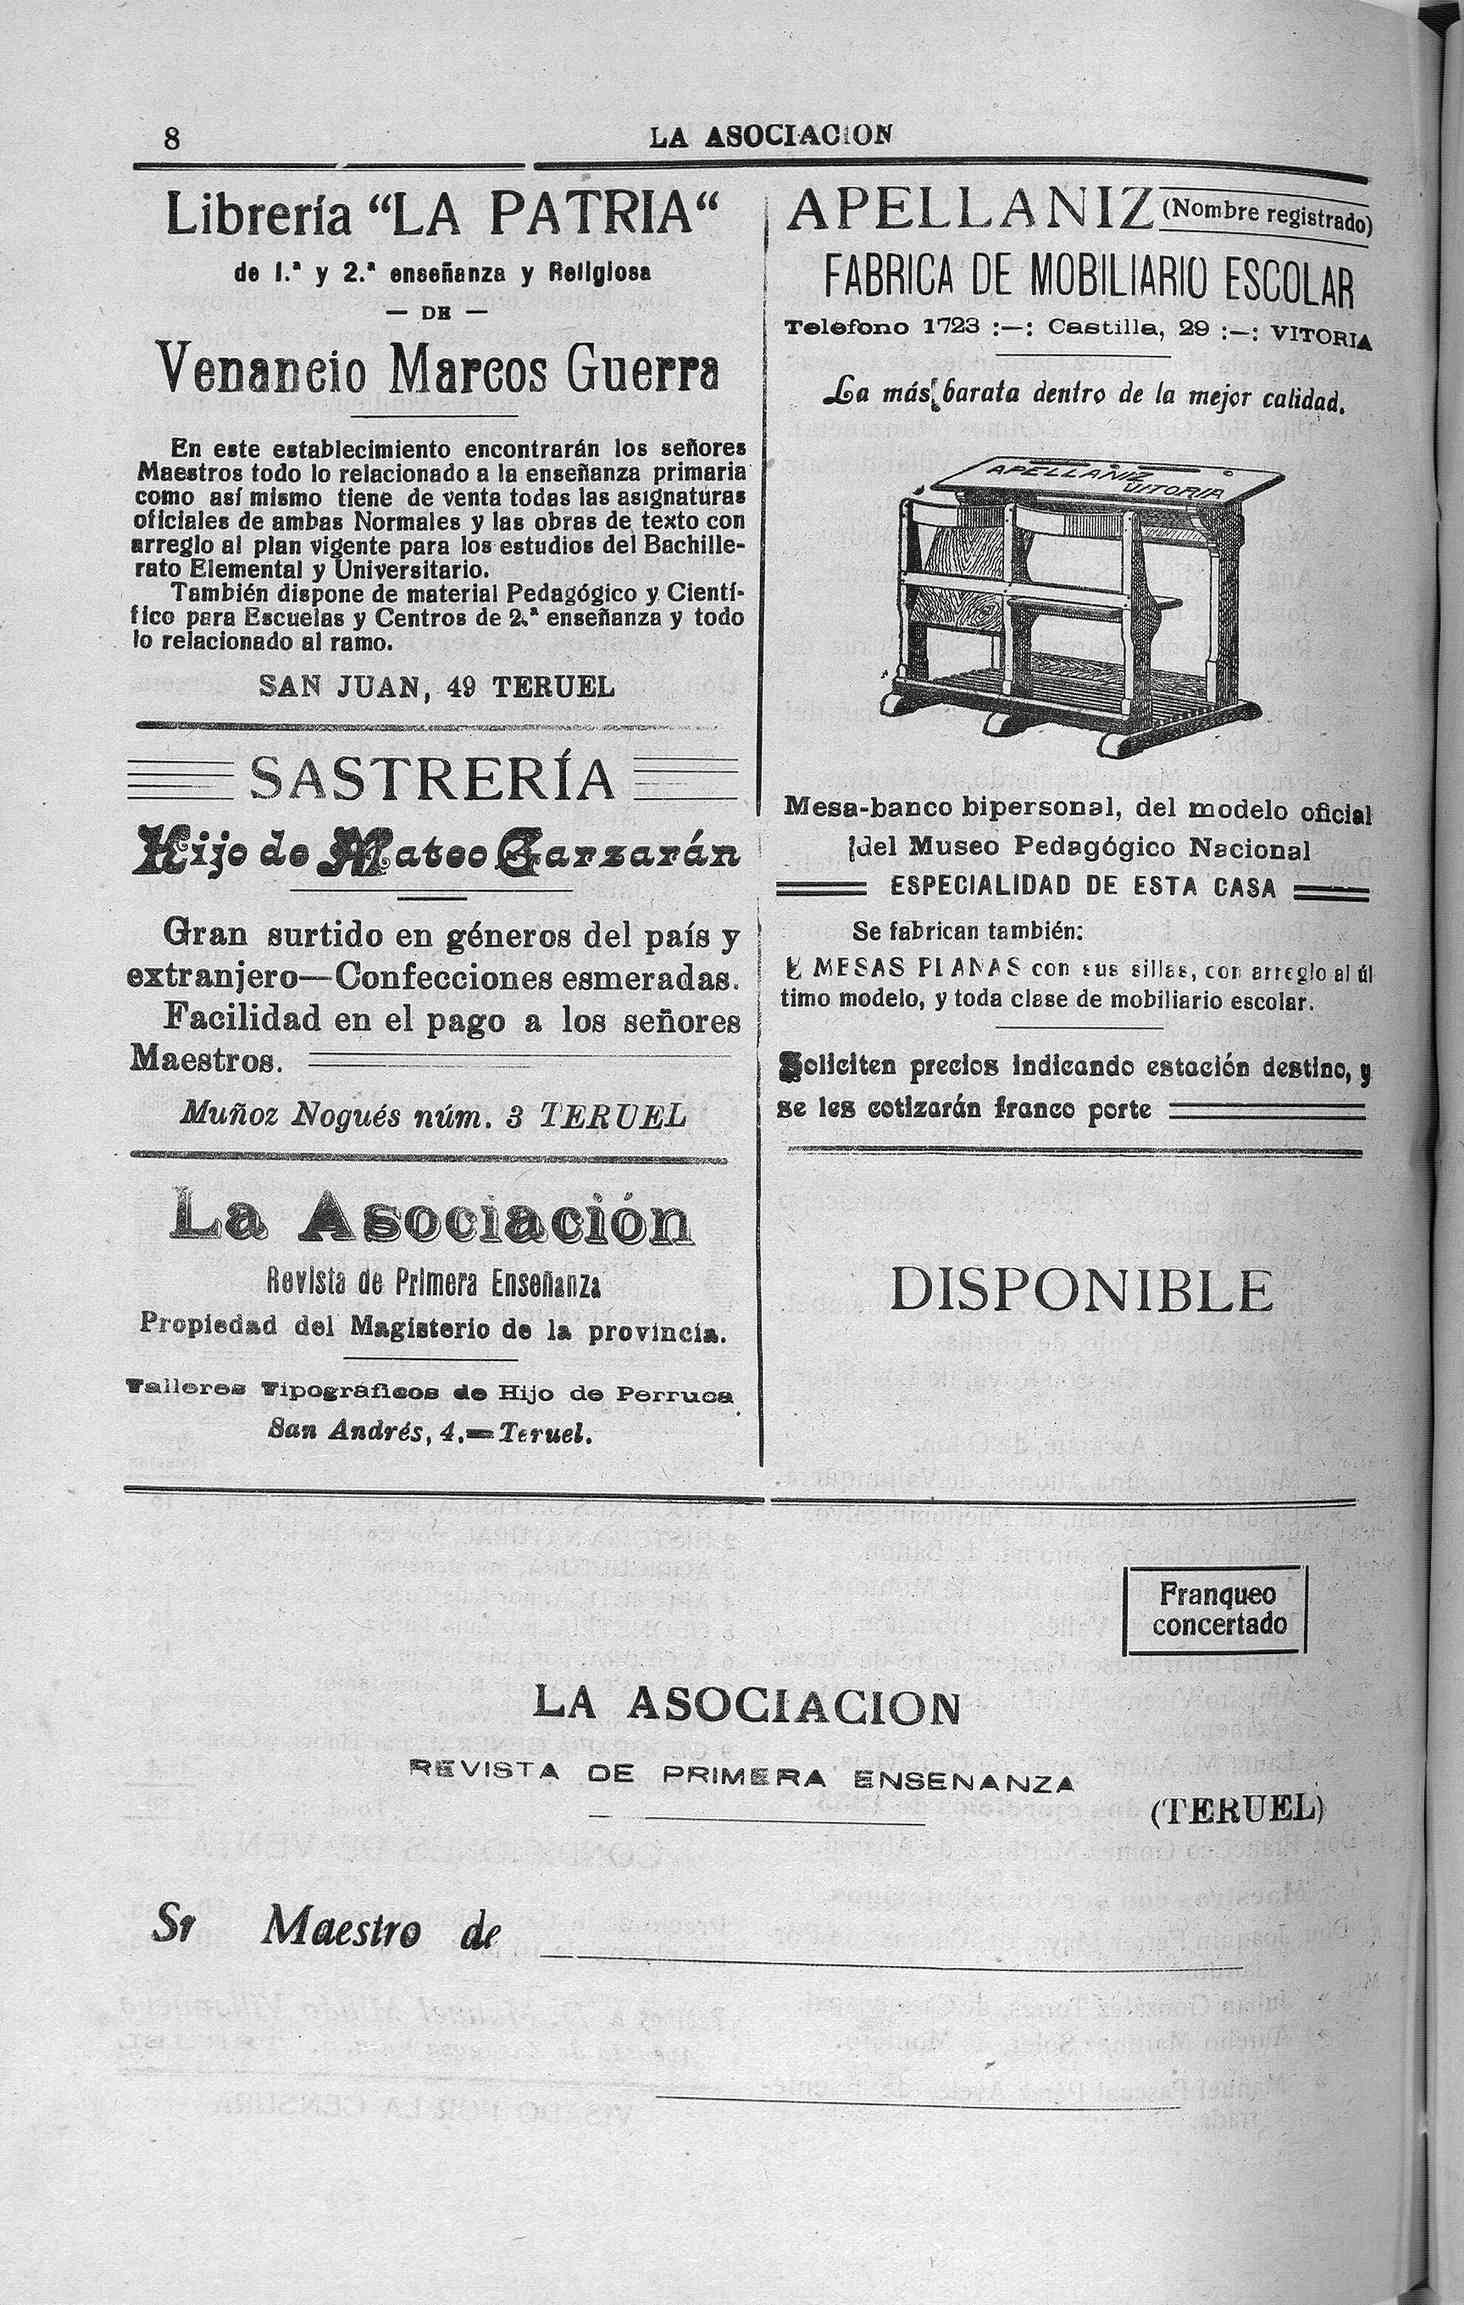 8
LA ASOCIACION
Librería “LA PATRIA“
de 1.ª y 2.ª enseñanza y Religiosa
— DE —
Venancio Marcos Guerra
En este establecimiento encontrarán los señores
Maestros todo lo relacionado a la enseñanza primaria
como así mismo tiene de venta todas las asignaturas
oficiales de ambas Normales y las obras de texto con
arreglo al plan vigente para los estudios del Bachille-
rato Elemental y Universitario.
También dispone de material Pedagógico y Cientí-
fico para Escuelas y Centros de 2.ª enseñanza y todo
lo relacionado al ramo.
SAN JUAN, 49 TERUEL
SASTRERÍA
Hijo de Mateo Garzarán
Gran surtido en géneros del país y
extranjero—Confecciones esmeradas.
Facilidad en el pago a los señores
Maestros.
Muñoz Nogués núm. 3 TERUEL
La Asociación
Revista de Primera Enseñanza
Propiedad del Magisterio de la provincia.
Talleres Tipográficos de Hijo de Perruca
San Andrés, 4.=Teruel.
APELLANIZ (Nombre registrado)
FABRICA DE MOBILIARIO ESCOLAR
Teléfono 1723 :—: Castilla, 29 :—: VITORIA
La más barata dentro de la mejor calidad.
APELLANIZ
VITORIA
Mesa-banco bipersonal, del modelo oficial
del Museo Pedagógico Nacional
ESPECIALIDAD DE ESTA CASA
Se fabrican también:
MESAS PLANAS con sus sillas, con arreglo al úl
timo modelo, y toda clase de mobiliario escolar.
Soliciten precios indicando estación destino, y
se les cotizarán franco porte
DISPONIBLE
Franqueo
concertado
LA ASOCIACION
REVISTA DE PRIMERA ENSENANZA
(TERUEL)
Sr Maestro de